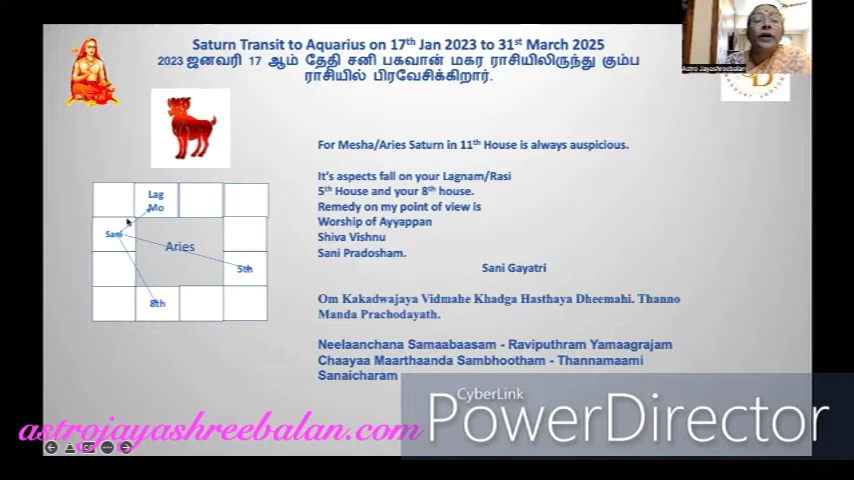 Saturn Transit to Aquarius on 17th Jan 2023 to 31st March 2025
2023 ஜனவரி 17 ஆம் தேதி சனி பகவான் மகர ராசியிலிருந்து கும்ப
ராசியில் பிரவேசிக்கிறார்.
Astro Jayashreebalan
For Mesha/Aries Saturn in 11th House is always auspicious.
It's aspects fall on your Lagnam/Rasi
5th House and your 8th house.
Remedy on my point of view is
Worship of Ayyappan
Shiva Vishnu
Sani Pradosham.
Sani Gayatri
Om Kakadwajaya Vidmahe Khadga Hasthaya Dheemahi. Thanno
Manda Prachodayath.
Neelaanchana Samaabaasam - Raviputhram Yamaagrajam
Chaayaa Maarthaanda Sambhootham - Thannamaami
Sanaicharam
Lag
Mo
Sani
Aries
5th
8th
astrojayashreebalan.com
CyberLink
PowerDirector